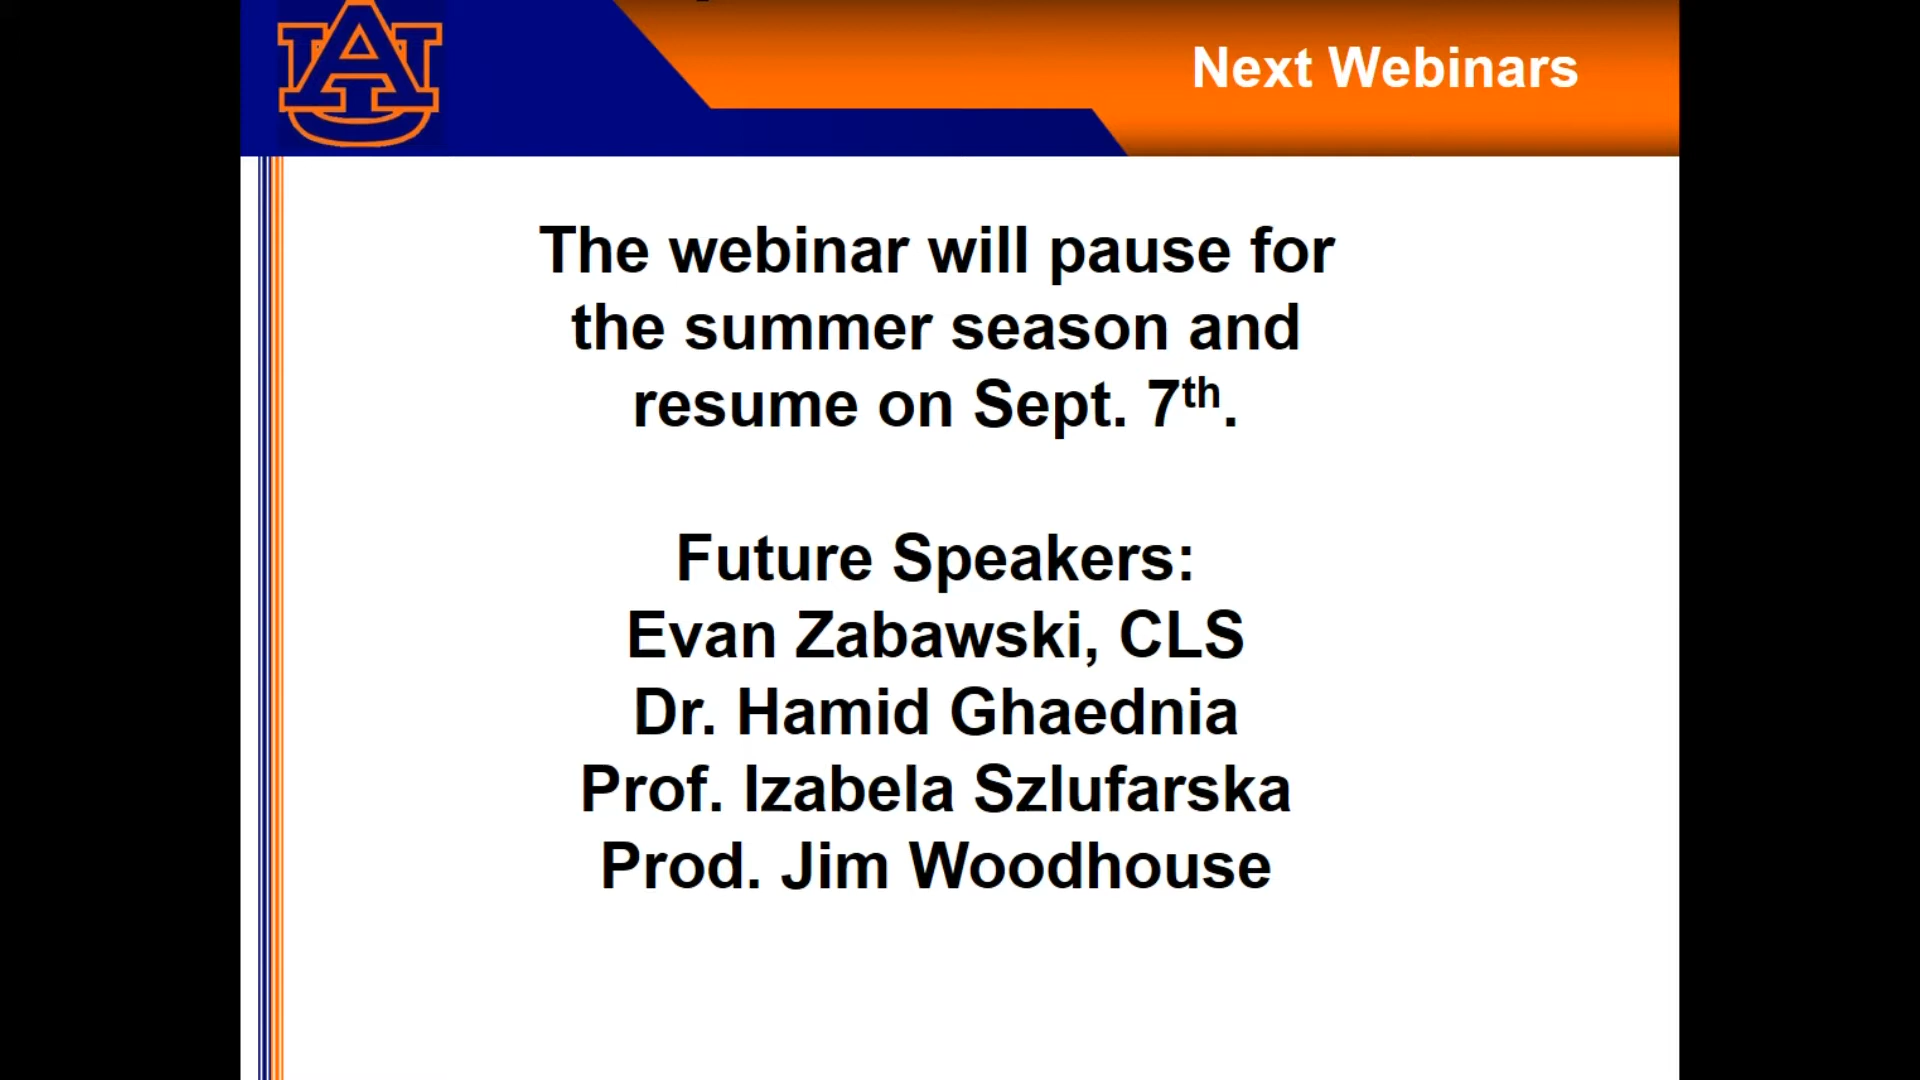 Next Webinars
The webinar will pause for
the summer season and
resume on Sept. 7th.
Future Speakers:
Evan Zabawski, CLS
Dr. Hamid Ghaednia
Prof. Izabela Szlufarska
Prod. Jim Woodhouse